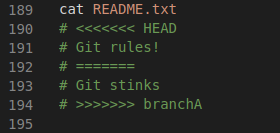 189 cat README.txt
190 # <<<<<<< HEAD
191 # Git rules!
192 # =======
193 # Git stinks
194 # >>>>>>> branchA
195